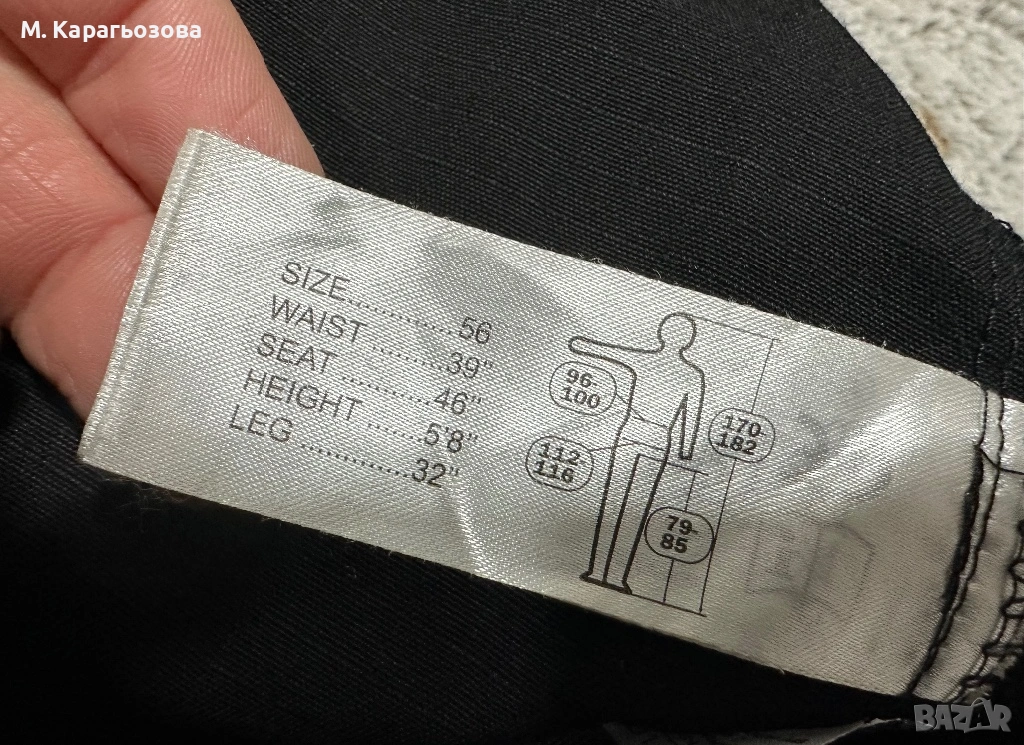 М. Карагьозова
SIZE..............56
WAIST .........39"
SEAT ...........46"
HEIGHT .......5'8"
LEG .............32"
96-
100
112-
116
170-
182
79-
85
BAZAR